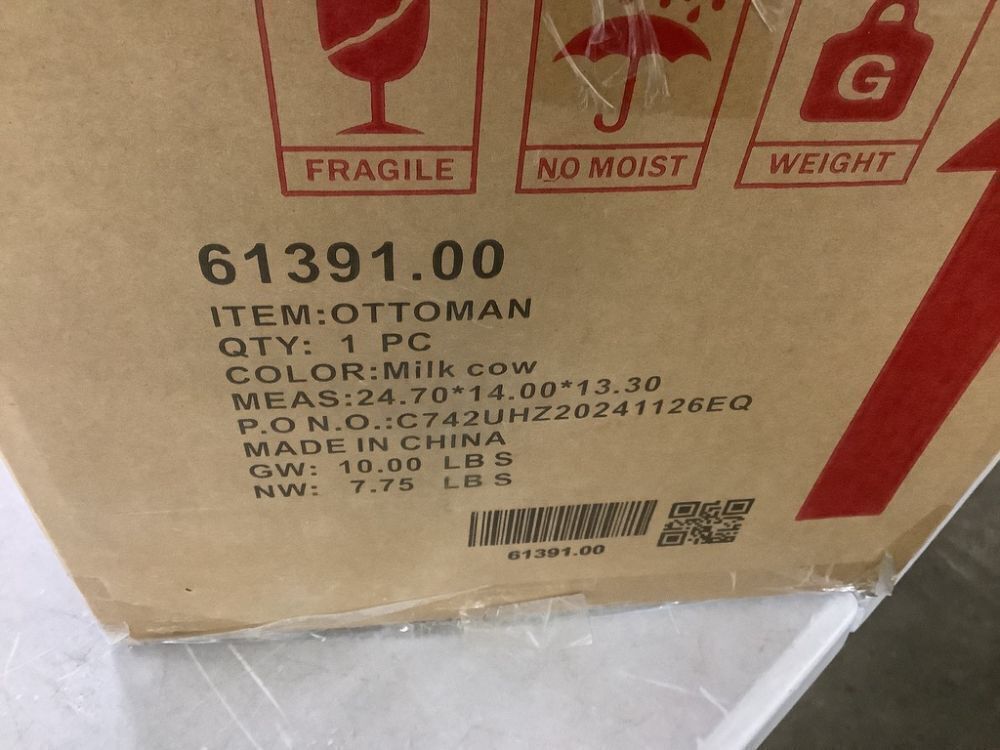 FRAGILE
NO MOIST
WEIGHT
G
61391.00
ITEM:OTTOMAN
QTY: 1 PC
COLOR:Milk cow
MEAS:24.70*14.00*13.30
P.O N.O.:C742UHZ20241126EQ
MADE IN CHINA
GW: 10.00 LBS
NW: 7.75 LBS
61391.00